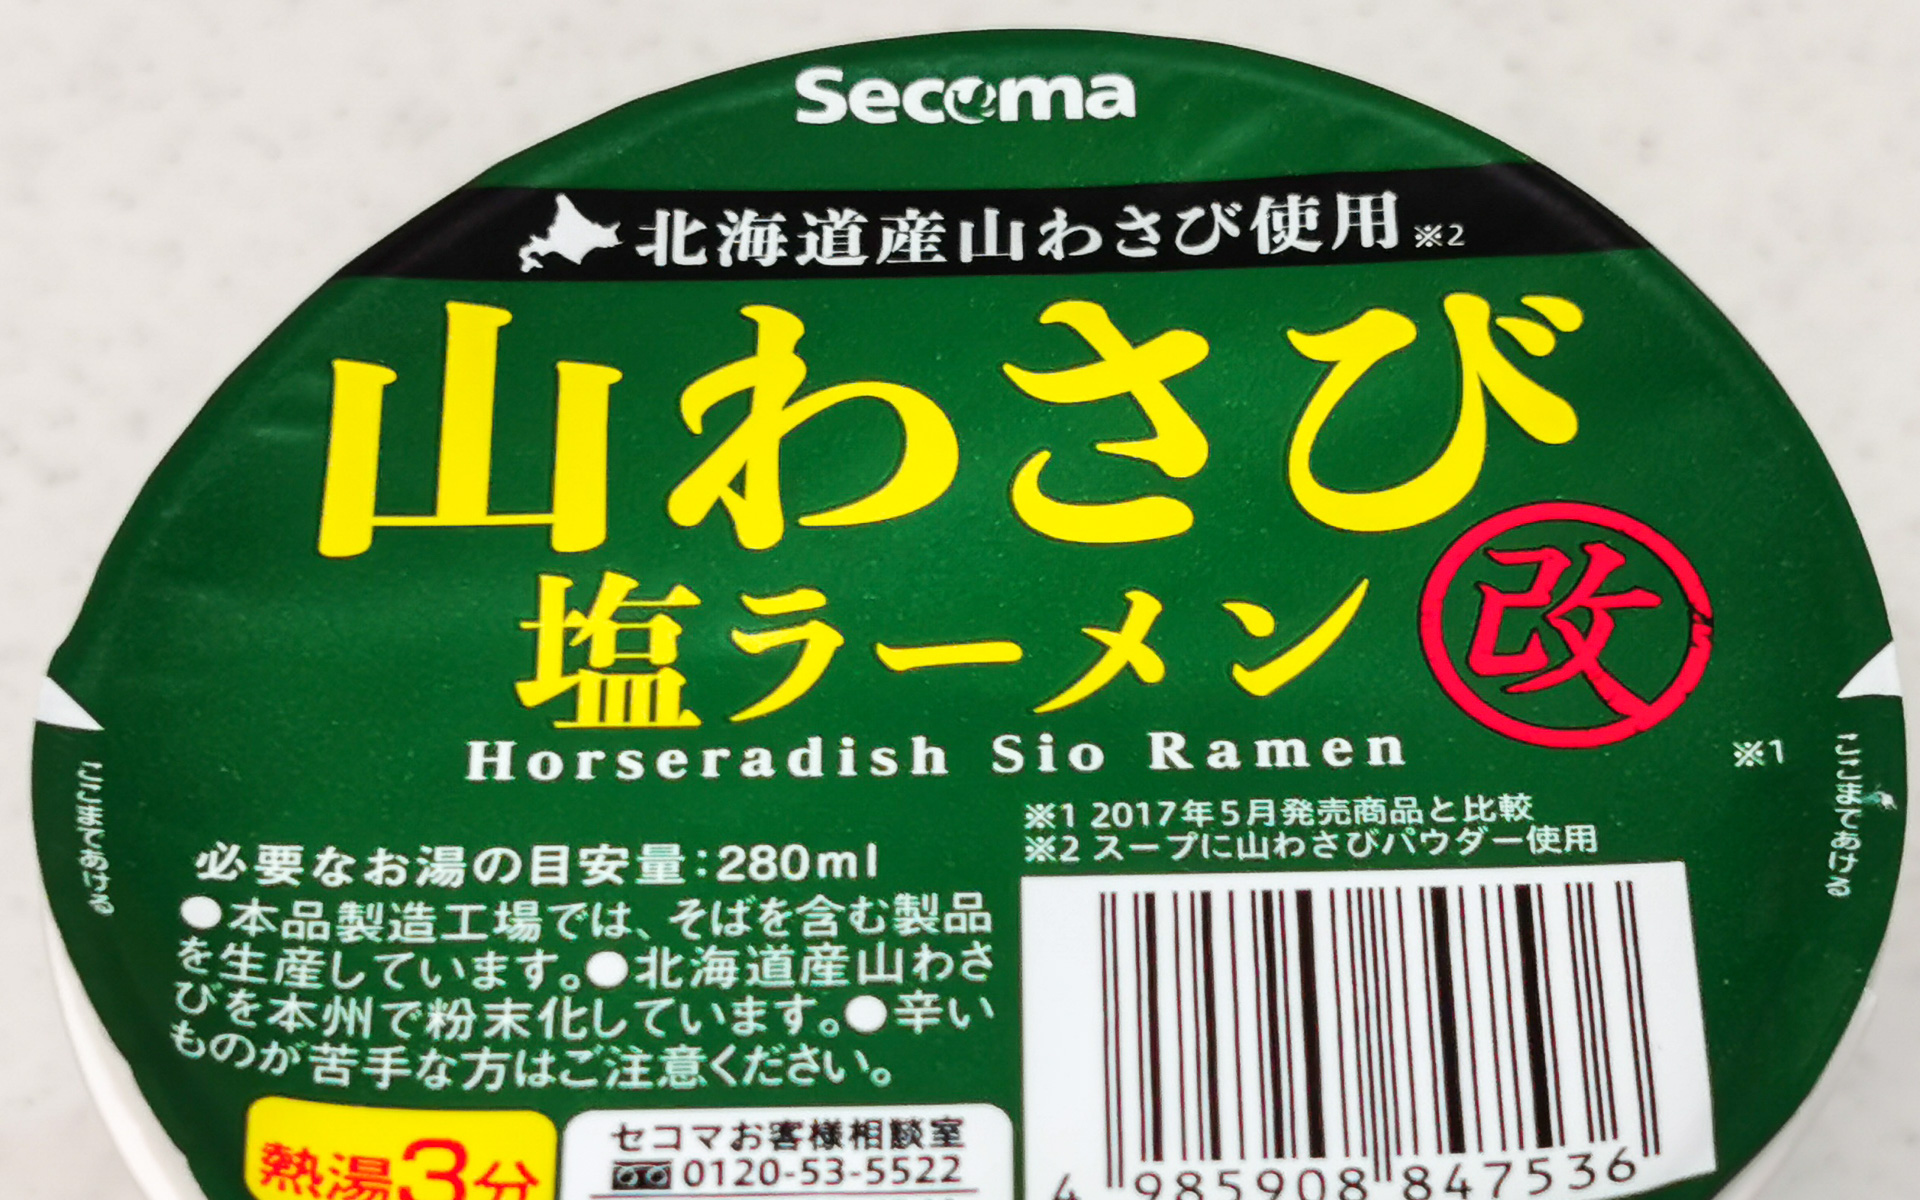 Secoma
北海道産山わさび使用※2
山わさび
塩ラーメン
改
Horseradish Sio Ramen
※1
ここまであける
ここまであける
※1 2017年5月発売商品と比較
※2 スープに山わさびパウダー使用
必要なお湯の目安量:280ml
●本品製造工場では、そばを含む製品
を生産しています。●北海道産山わさ
びを本州で粉末化しています。●辛い
ものが苦手な方はご注意ください。
熱湯3分
セコマお客様相談室
0120-53-5522
4 985908 847536